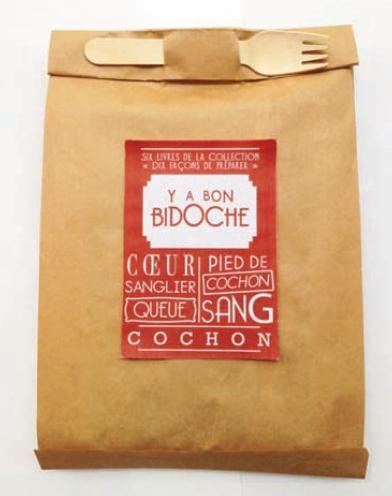 SIX LIVRES DE LA COLLECTION
« DIX FAÇONS DE PRÉPARER »
Y A BON
BIDOCHE
CŒUR
SANGLIER
QUEUE
PIED DE
COCHON
SANG
COCHON